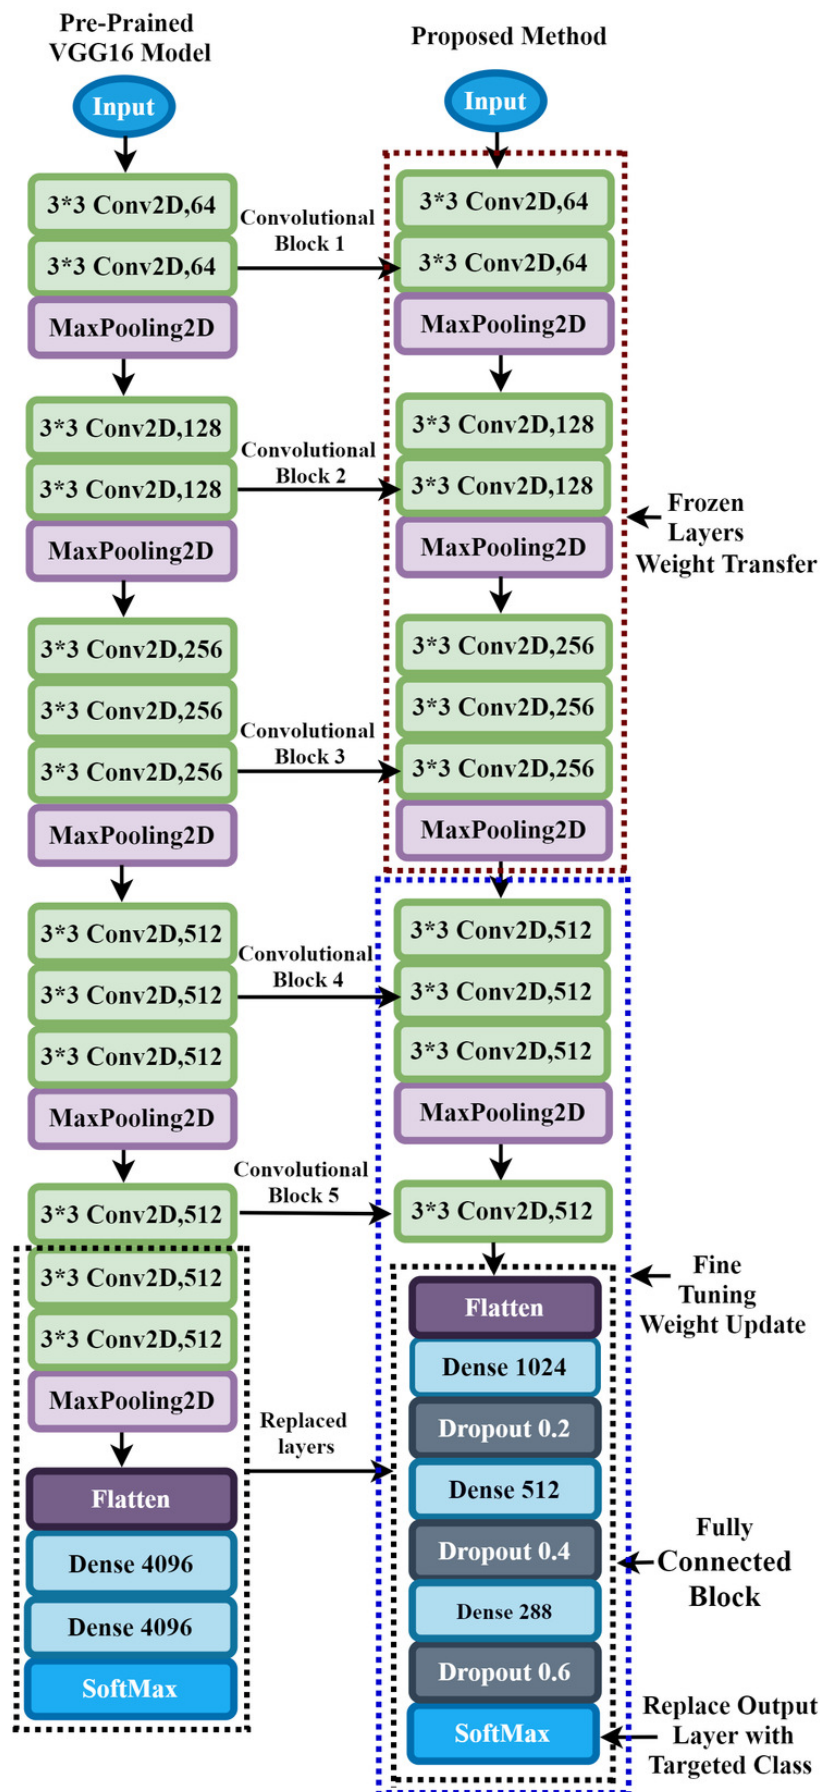 Pre-Prained
VGG16 Model
Input
3*3 Conv2D,64
3*3 Conv2D,64
MaxPooling2D
3*3 Conv2D,128
3*3 Conv2D,128
MaxPooling2D
3*3 Conv2D,256
3*3 Conv2D,256
3*3 Conv2D,256
MaxPooling2D
3*3 Conv2D,512
3*3 Conv2D,512
3*3 Conv2D,512
MaxPooling2D
3*3 Conv2D,512
3*3 Conv2D,512
3*3 Conv2D,512
MaxPooling2D
Flatten
Dense 4096
Dense 4096
SoftMax
Convolutional
Block 1
Convolutional
Block 2
Convolutional
Block 3
Convolutional
Block 4
Convolutional
Block 5
Replaced
layers
Proposed Method
Input
3*3 Conv2D,64
3*3 Conv2D,64
MaxPooling2D
3*3 Conv2D,128
3*3 Conv2D,128
MaxPooling2D
3*3 Conv2D,256
3*3 Conv2D,256
3*3 Conv2D,256
MaxPooling2D
3*3 Conv2D,512
3*3 Conv2D,512
3*3 Conv2D,512
MaxPooling2D
3*3 Conv2D,512
Flatten
Dense 1024
Dropout 0.2
Dense 512
Dropout 0.4
Dense 288
Dropout 0.6
SoftMax
Frozen
Layers
Weight Transfer
Fine
Tuning
Weight Update
Fully
Connected
Block
Replace Output
Layer with
Targeted Class